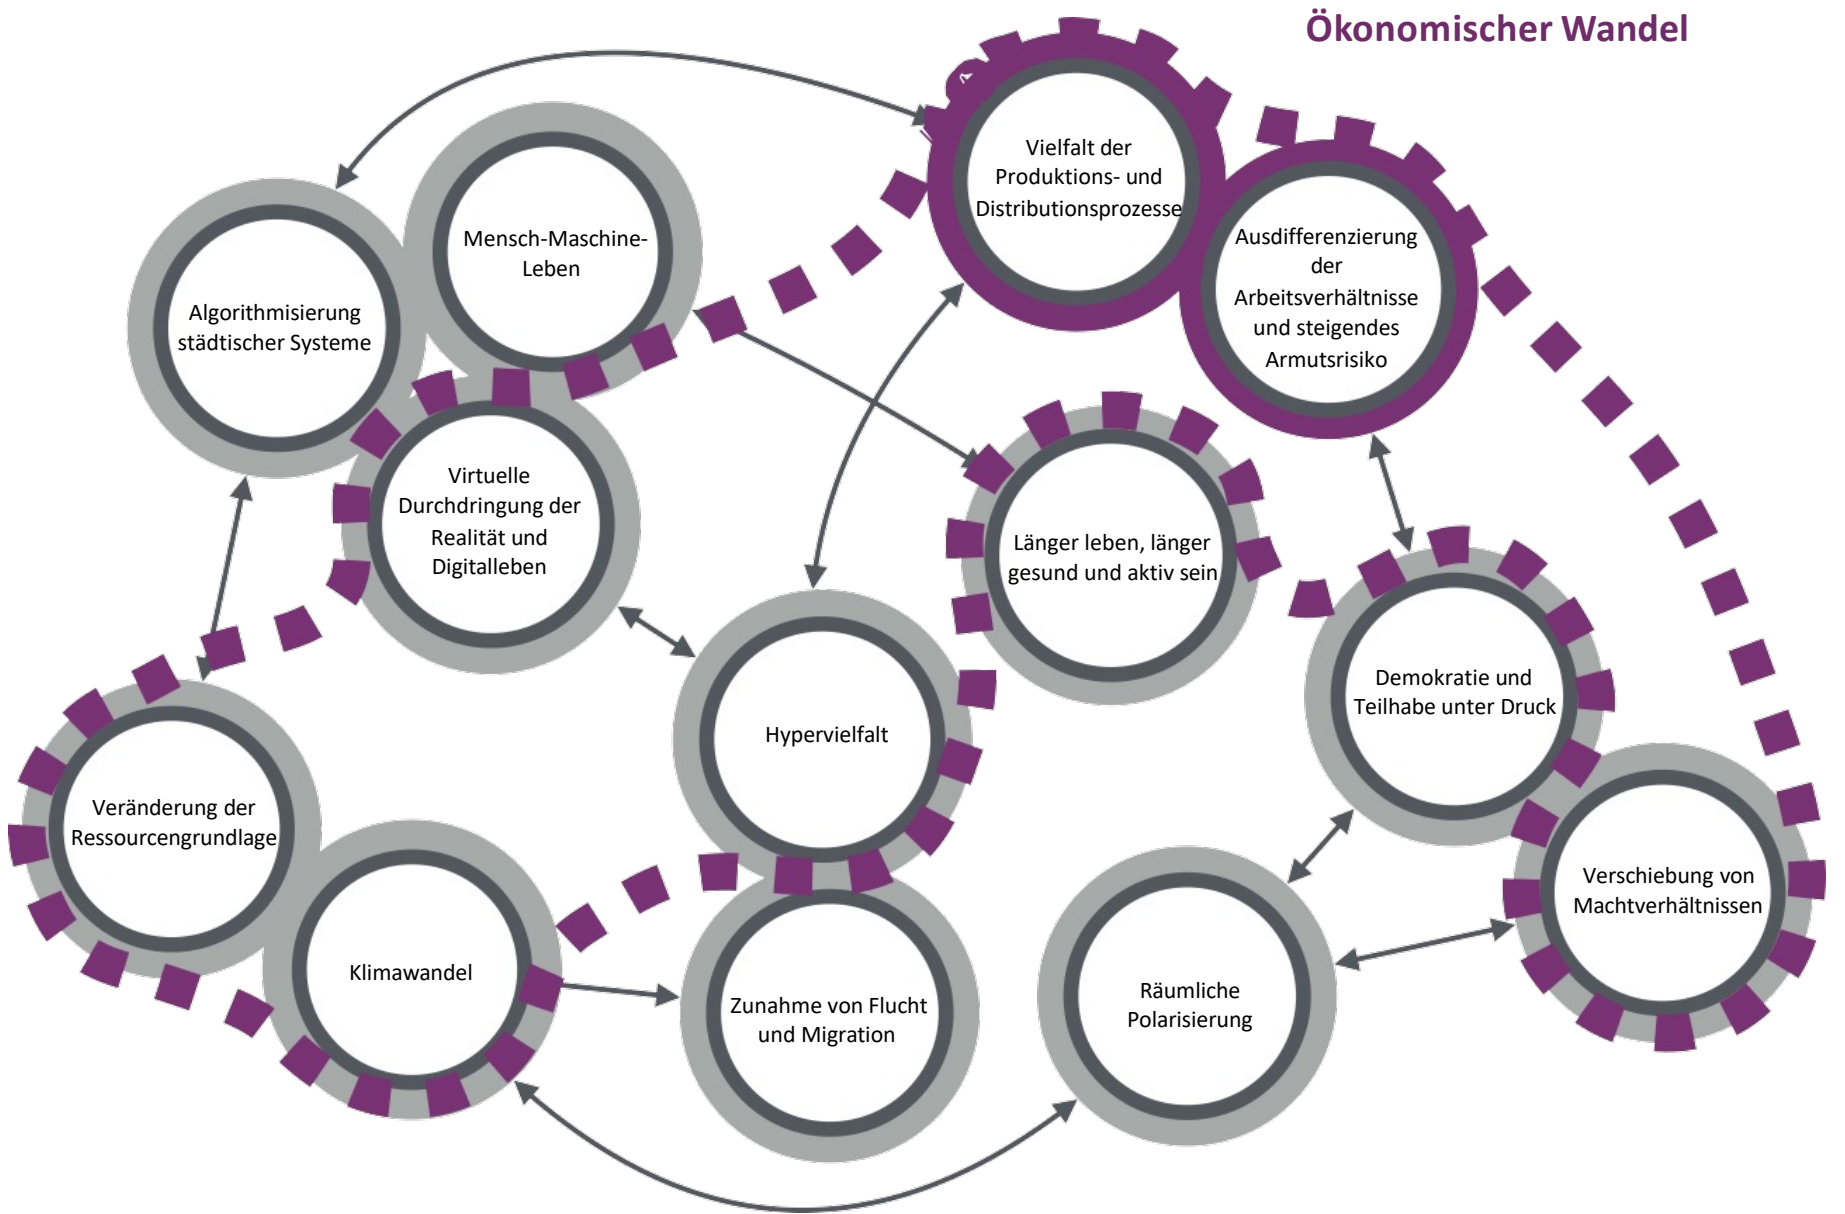 Ökonomischer Wandel
Vielfalt der
Produktions- und
Distributionsprozesse
Mensch-Maschine-
Leben
Ausdifferenzierung
der
Arbeitsverhältnisse
und steigendes
Armutsrisiko
Algorithmisierung
städtischer Systeme
Virtuelle
Durchdringung der
Realität und
Digitalleben
Länger leben, länger
gesund und aktiv sein
Demokratie und
Teilhabe unter Druck
Hypervielfalt
Veränderung der
Ressourcengrundlage
Verschiebung von
Machtverhältnissen
Klimawandel
Zunahme von Flucht
und Migration
Räumliche
Polarisierung